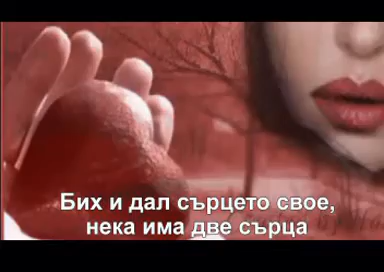 Бих и дал сърцето свое,
нека има две сърца